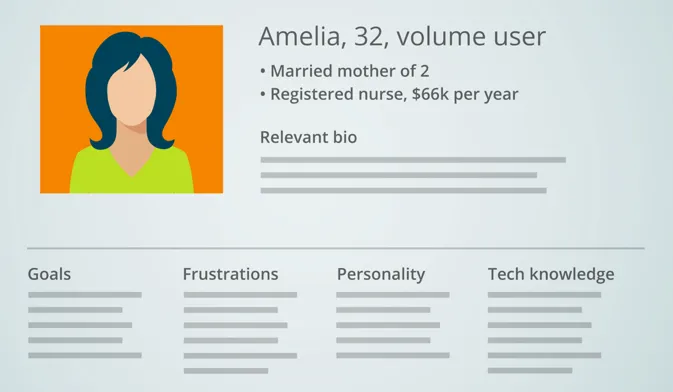 Amelia, 32, volume user
• Married mother of 2
• Registered nurse, $66k per year
Relevant bio
Goals
Frustrations
Personality
Tech knowledge